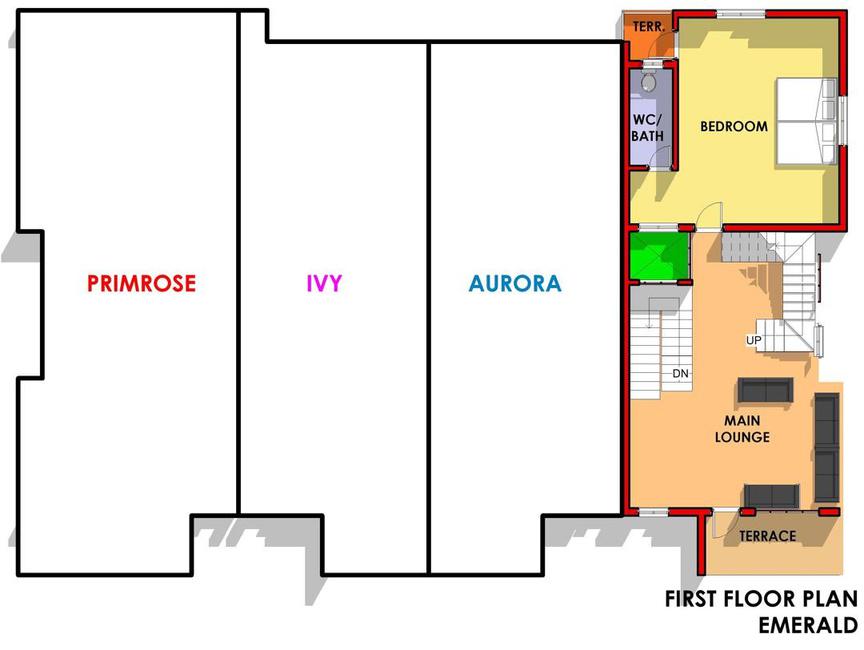 TERR.
WC/
BATH
BEDROOM
PRIMROSE
IVY
AURORA
UP
DN
MAIN
LOUNGE
TERRACE
FIRST FLOOR PLAN
EMERALD